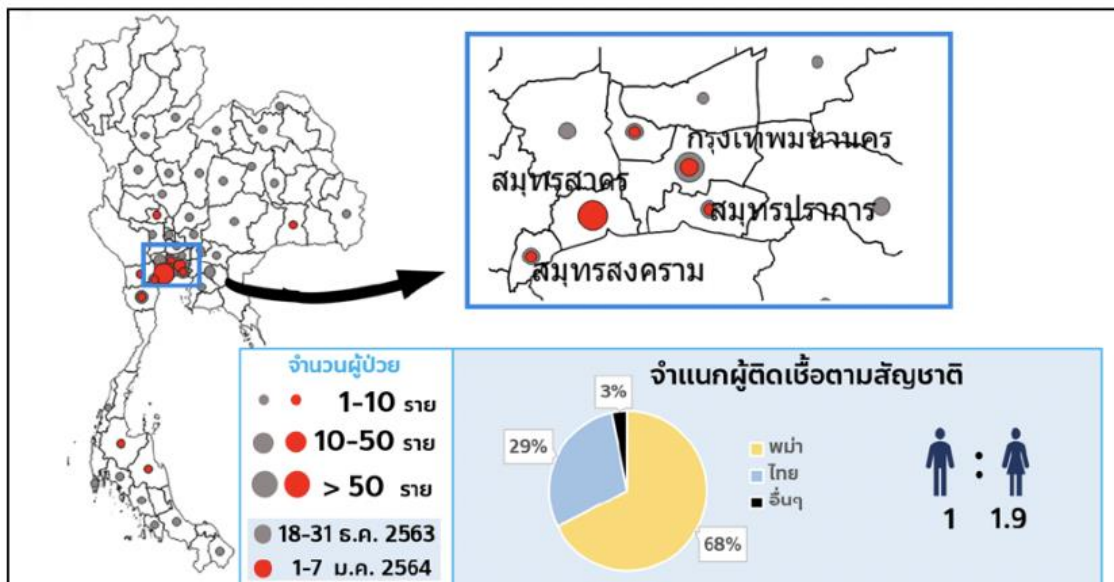 กรุงเทพมหานคร
สมุทรสาคร
สมุทรปราการ
สมุทรสงคราม
จำนวนผู้ป่วย
1-10 ราย
10-50 ราย
> 50 ราย
18-31 ธ.ค. 2563
1-7 ม.ค. 2564
จำแนกผู้ติดเชื้อตามสัญชาติ
3%
29%
68%
พม่า
ไทย
อื่นๆ
:
1 1.9